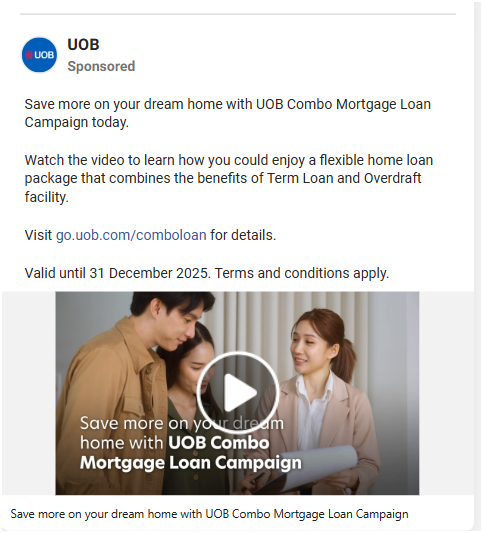 UOB
UOB
Sponsored
Save more on your dream home with UOB Combo Mortgage Loan
Campaign today.
Watch the video to learn how you could enjoy a flexible home loan
package that combines the benefits of Term Loan and Overdraft
facility.
Visit go.uob.com/comboloan for details.
Valid until 31 December 2025. Terms and conditions apply.
Save more on your dream
home with UOB Combo
Mortgage Loan Campaign
Save more on your dream home with UOB Combo Mortgage Loan Campaign